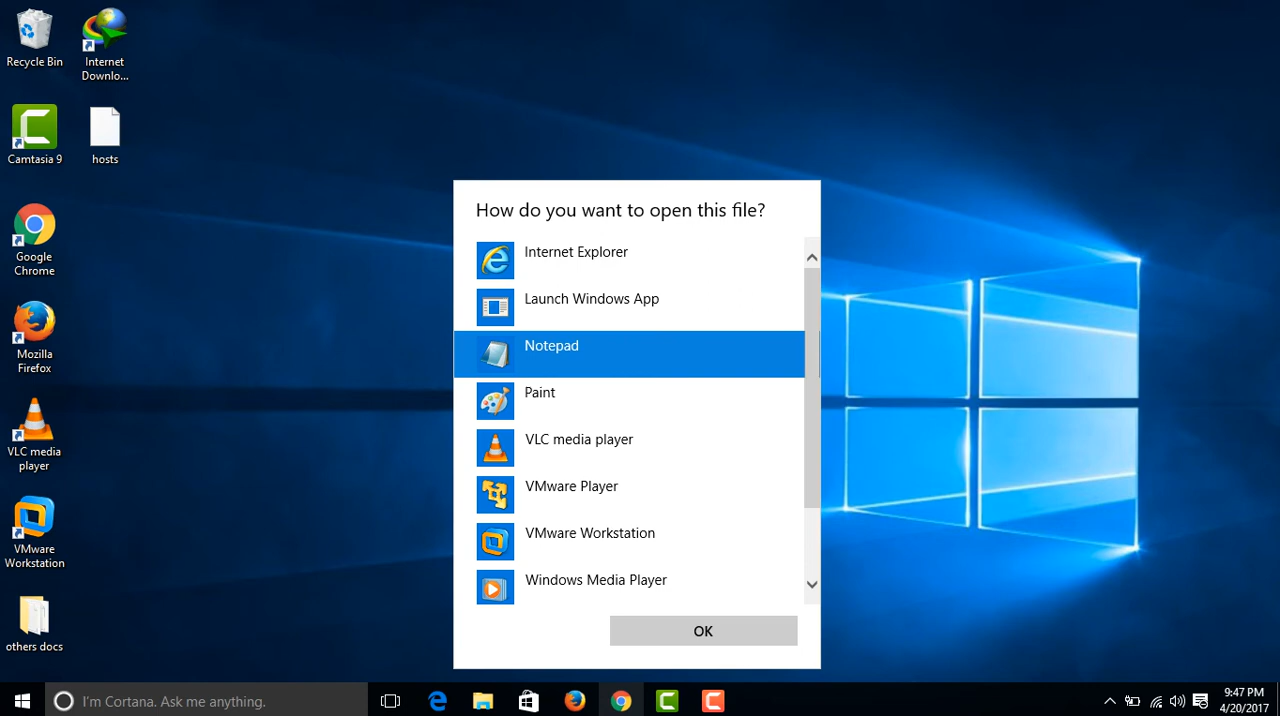 Recycle Bin
Internet
Downlo...
Camtasia 9
hosts
Google
Chrome
Mozilla
Firefox
VLC media
player
VMware
Workstation
others docs
How do you want to open this file?
Internet Explorer
Launch Windows App
Notepad
Paint
VLC media player
VMware Player
VMware Workstation
Windows Media Player
OK
I'm Cortana. Ask me anything.
9:47 PM
4/20/2017